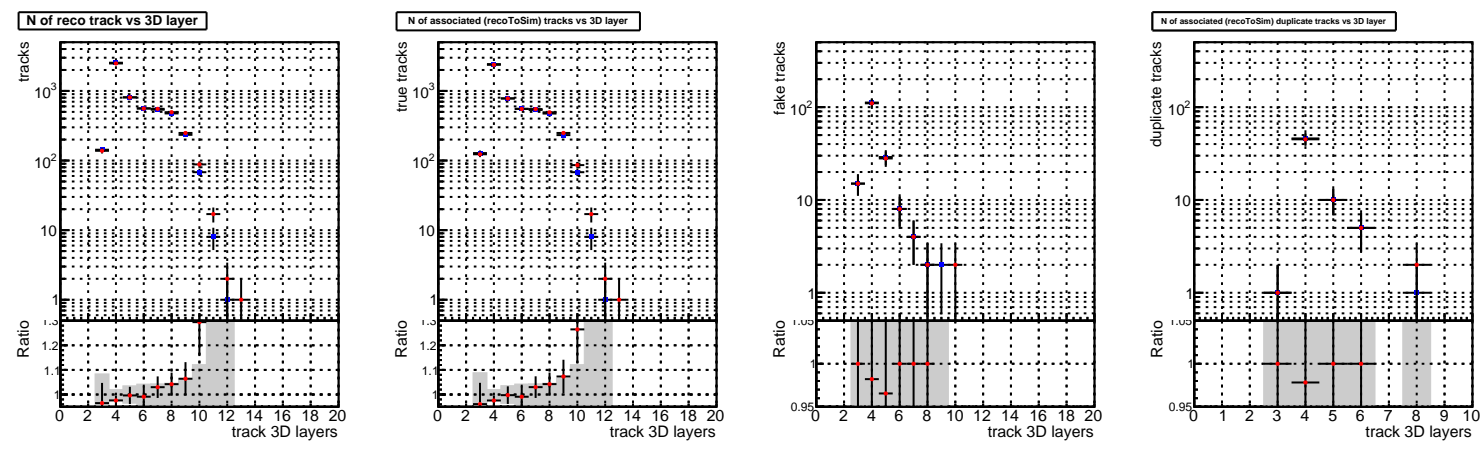 N of reco track vs 3D layer
tracks
10³
10²
10
1
Ratio
1.3
1.2
1.1
1
0 2 4 6 8 10 12 14 16 18 20
track 3D layers
N of associated (recoToSim) tracks vs 3D layer
true tracks
10³
10²
10
1
Ratio
1.3
1.2
1.1
1
0 2 4 6 8 10 12 14 16 18 20
track 3D layers
fake tracks
10²
10
1
Ratio
1.05
1
0.95
0 2 4 6 8 10 12 14 16 18 20
track 3D layers
N of associated (recoToSim) duplicate tracks vs 3D layer
duplicate tracks
10²
10
1
Ratio
1.05
1
0.95
0 1 2 3 4 5 6 7 8 9 10
track 3D layers